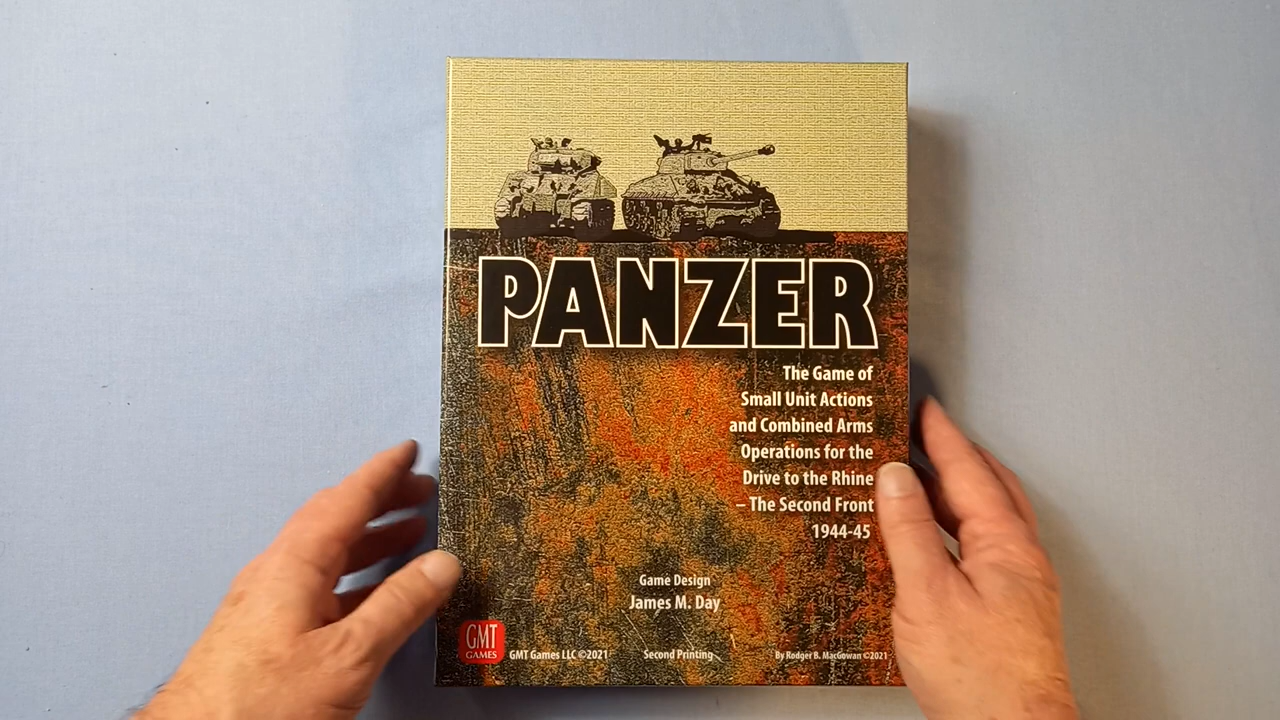 PANZER
The Game of
Small Unit Actions
and Combined Arms
Operations for the
Drive to the Rhine
– The Second Front
1944-45
Game Design
James M. Day
GMT
GAMES
GMT Games LLC ©2021
Second Printing
By Rodger B. MacGowan ©2021